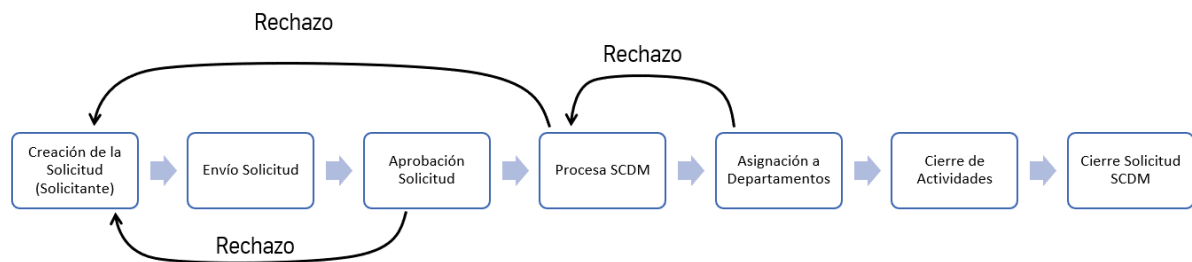 Rechazo
Rechazo
Creación de la
Solicitud
(Solicitante)
Envío Solicitud
Aprobación
Solicitud
Procesa SCDM
Asignación a
Departamentos
Cierre de
Actividades
Cierre Solicitud
SCDM
Rechazo